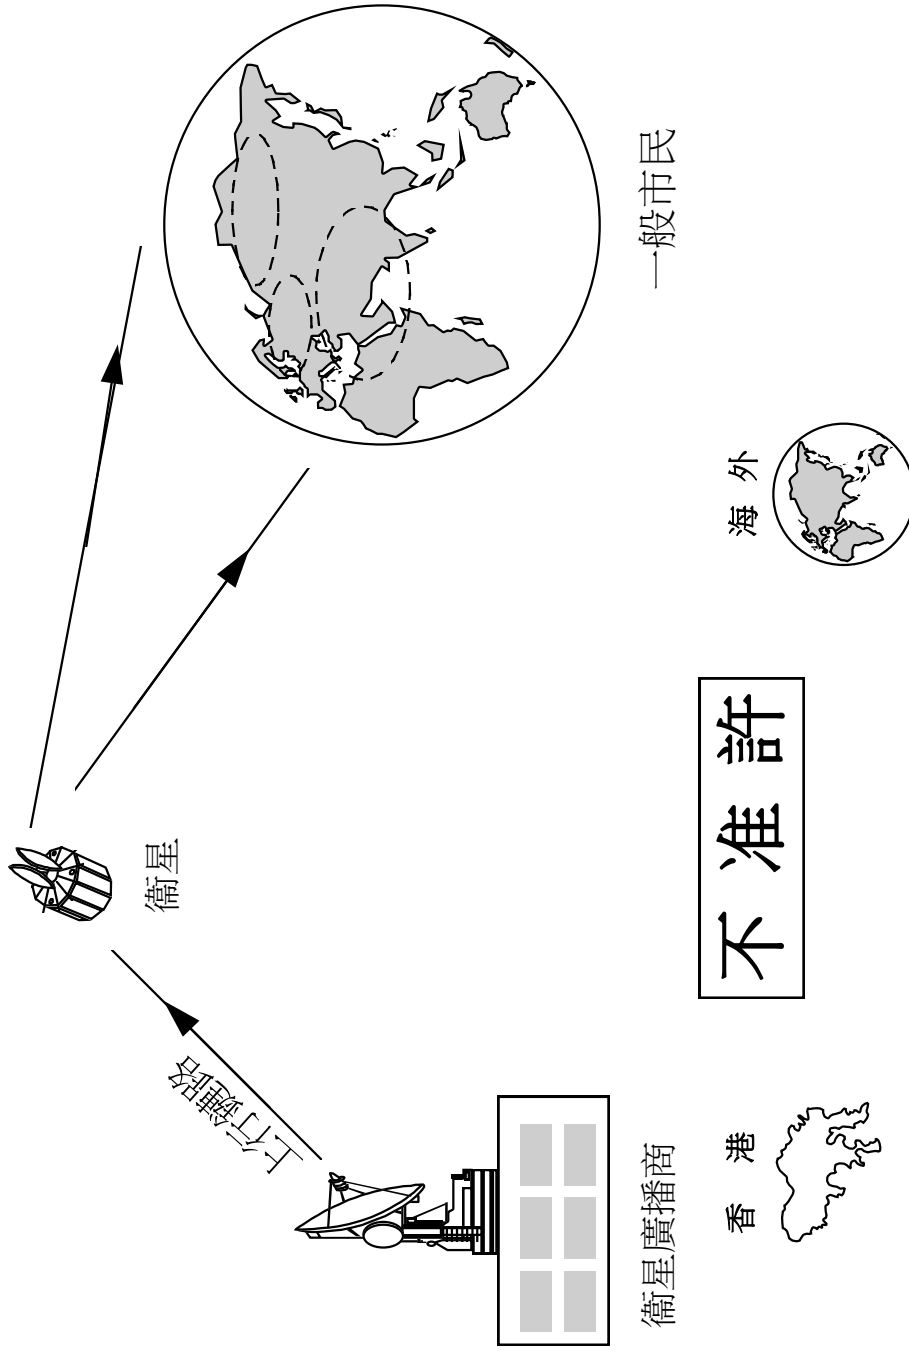 衞星
上行鏈路
衞星廣播商
一般市民
香 港
不 准 許
海 外